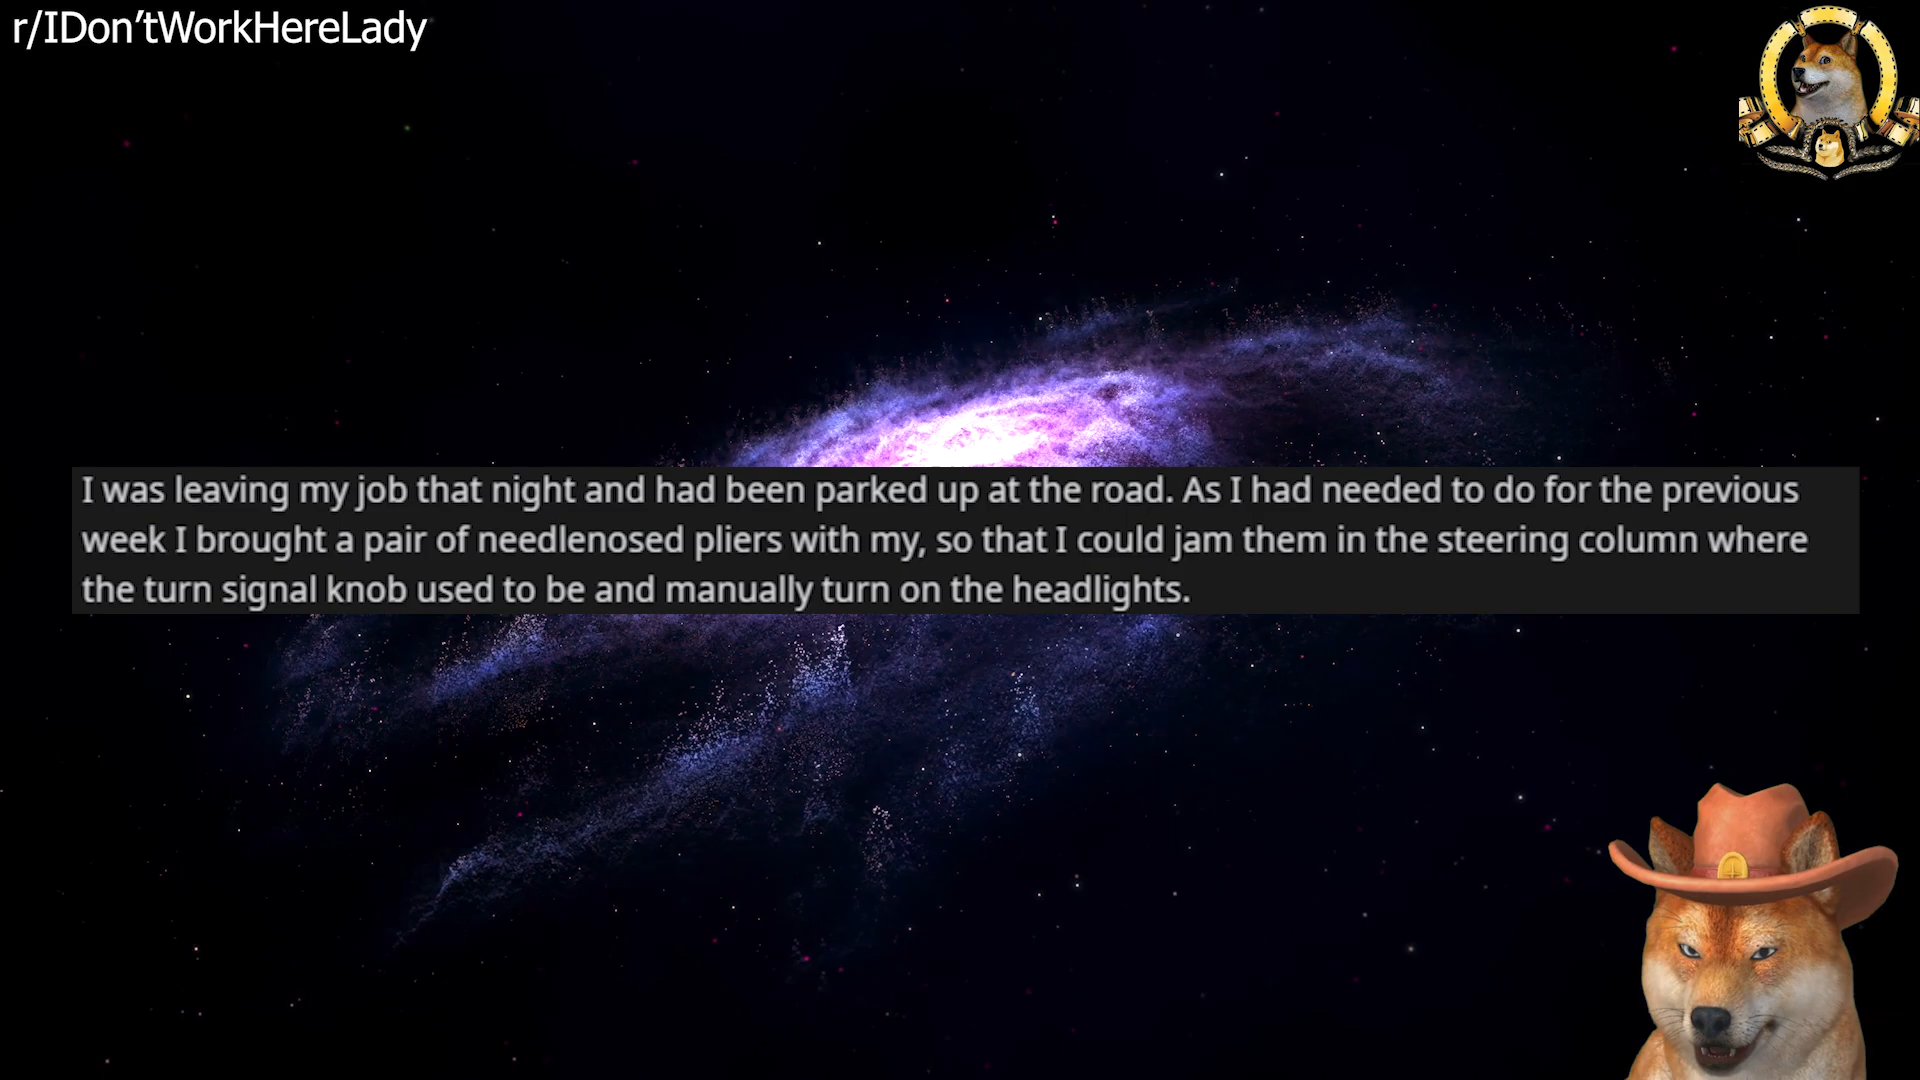 r/IDon’tWorkHereLady
I was leaving my job that night and had been parked up at the road. As I had needed to do for the previous
week I brought a pair of needlenosed pliers with my, so that I could jam them in the steering column where
the turn signal knob used to be and manually turn on the headlights.